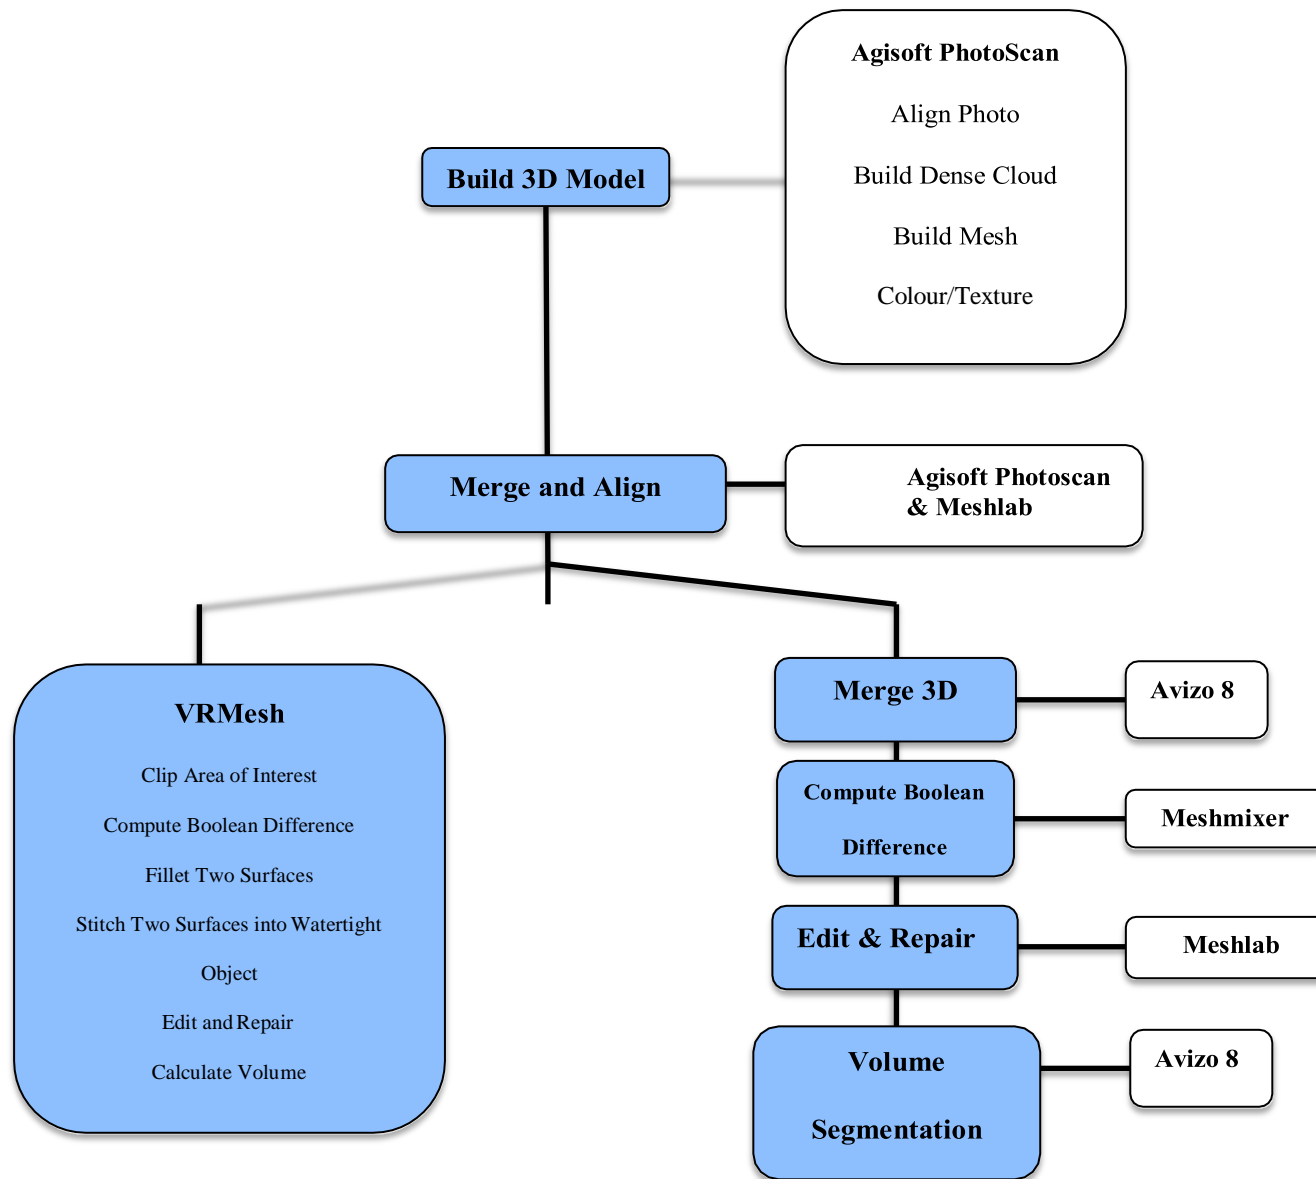 Agisoft PhotoScan
Align Photo
Build Dense Cloud
Build Mesh
Colour/Texture
Build 3D Model
Merge and Align
Agisoft Photoscan
& Meshlab
VRMesh
Clip Area of Interest
Compute Boolean Difference
Fillet Two Surfaces
Stitch Two Surfaces into Watertight
Object
Edit and Repair
Calculate Volume
Merge 3D
Avizo 8
Compute Boolean
Difference
Meshmixer
Edit & Repair
Meshlab
Volume
Segmentation
Avizo 8